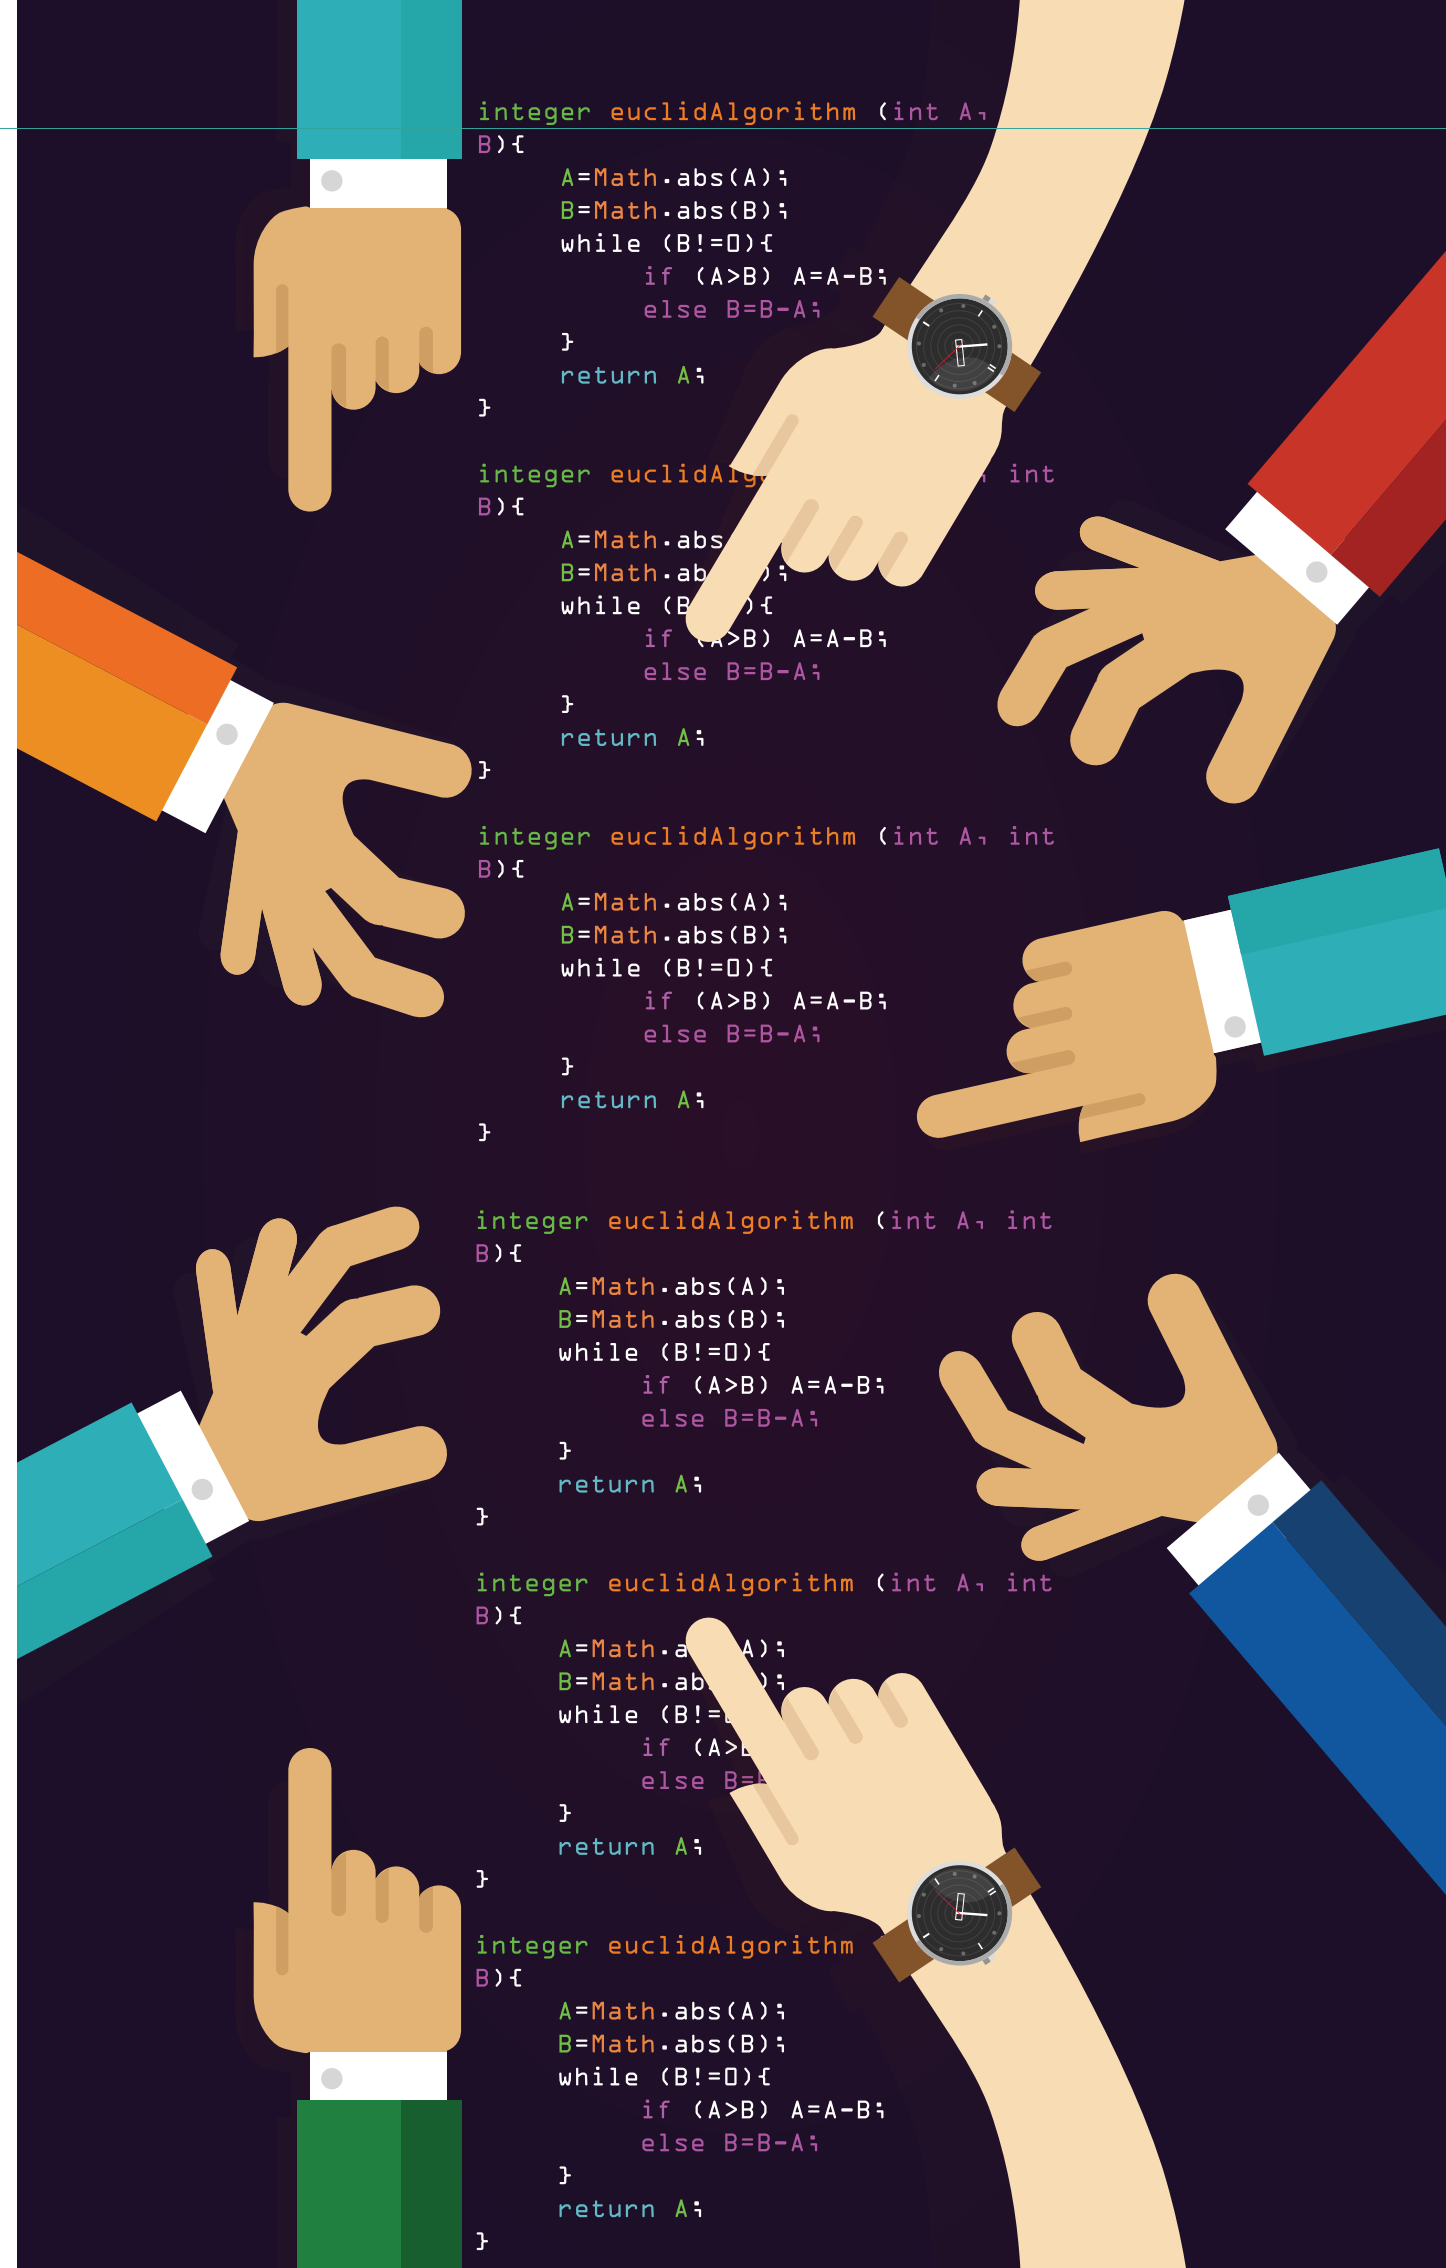 integer euclidAlgorithm (int A,
B){
A=Math.abs(A);
B=Math.abs(B);
while (B!=0){
if (A>B) A=A-B;
else B=B-A;
}
return A;
}
integer euclidAlg , int
B){
A=Math.abs
B=Math.ab );
while (B ){
if (A>B) A=A-B;
else B=B-A;
}
return A;
}
integer euclidAlgorithm (int A, int
B){
A=Math.abs(A);
B=Math.abs(B);
while (B!=0){
if (A>B) A=A-B;
else B=B-A;
}
return A;
}
integer euclidAlgorithm (int A, int
B){
A=Math.abs(A);
B=Math.abs(B);
while (B!=0){
if (A>B) A=A-B;
else B=B-A;
}
return A;
}
integer euclidAlgorithm (int A, int
B){
A=Math.a A);
B=Math.ab );
while (B!=
if (A>B
else B=
}
return A;
}
integer euclidAlgorithm
B){
A=Math.abs(A);
B=Math.abs(B);
while (B!=0){
if (A>B) A=A-B;
else B=B-A;
}
return A;
}